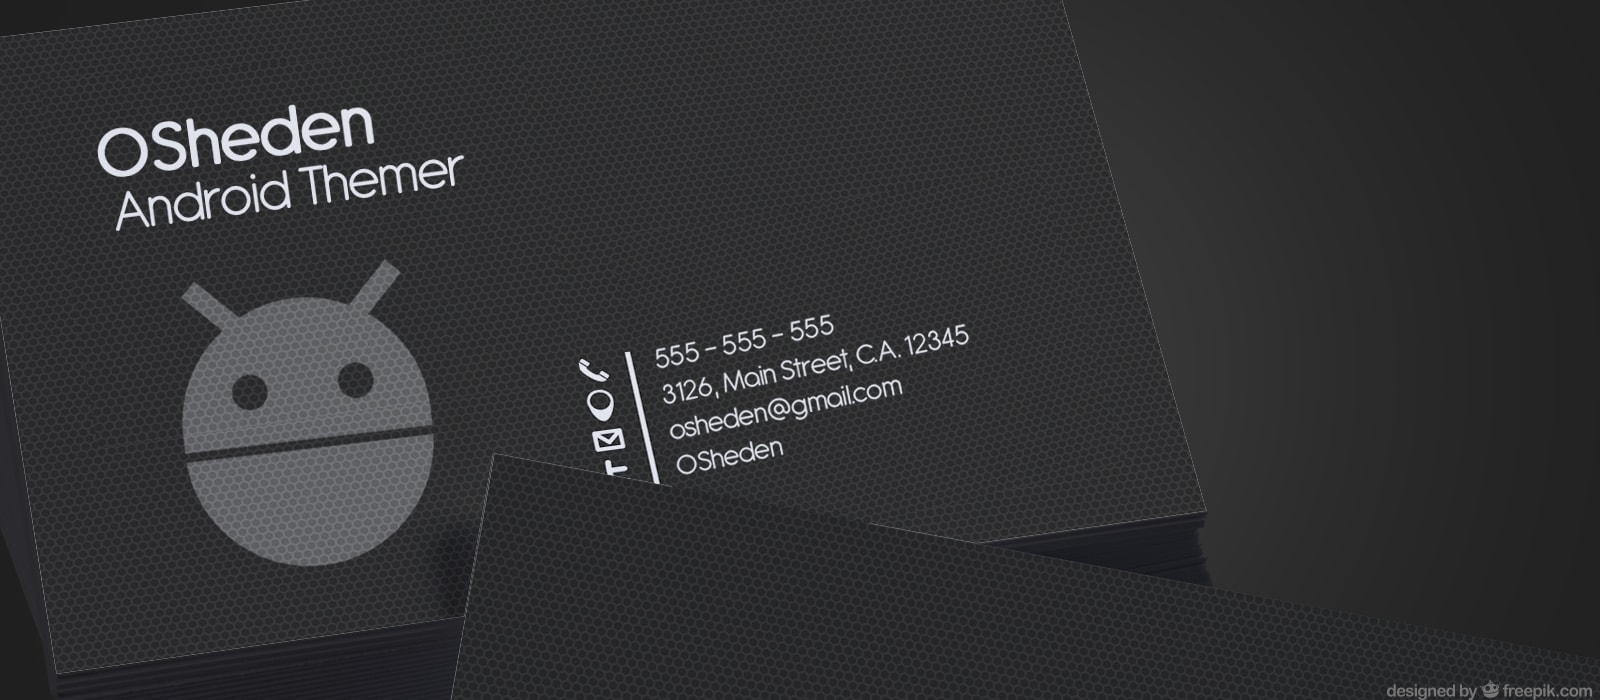 OSheden
Android Themer
555 - 555 - 555
3126, Main Street, C.A. 12345
osheden@gmail.com
OSheden
designed by freepik.com